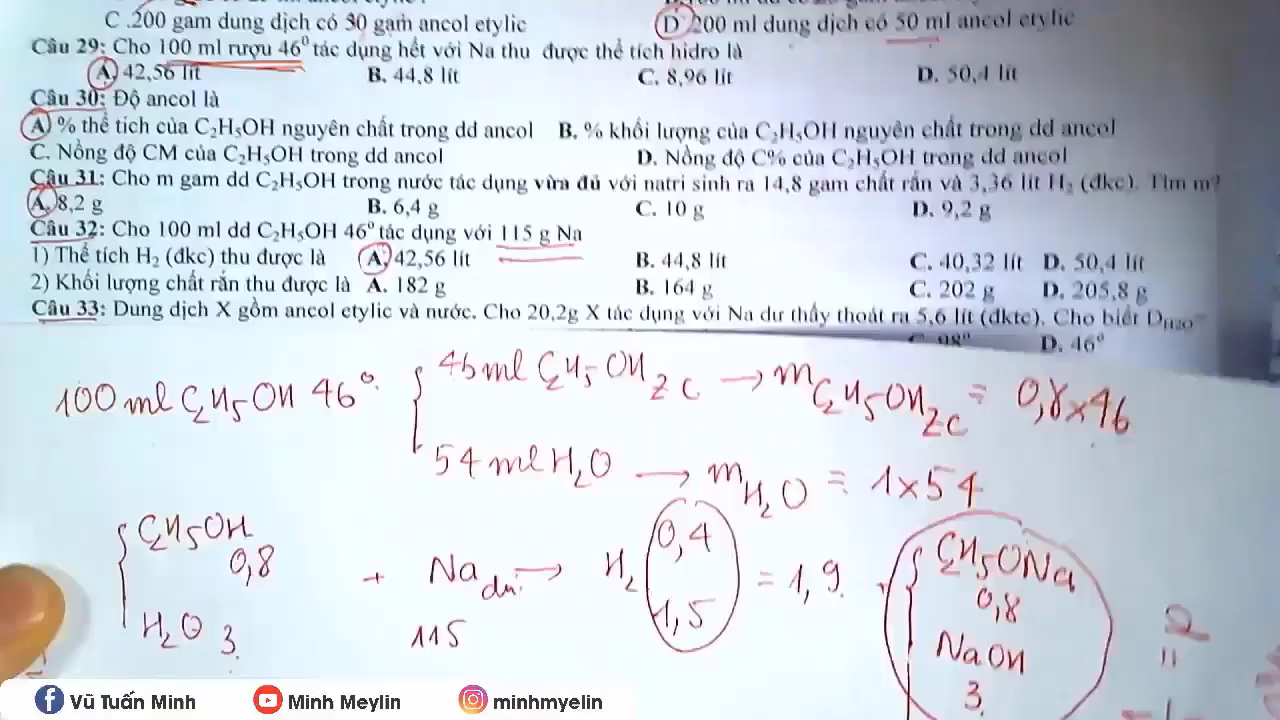 C .200 gam dung dịch có 30 gam ancol etylic D 200 ml dung dịch có 50 ml ancol etylic
Câu 29: Cho 100 ml rượu 46⁰ tác dụng hết với Na thu được thể tích hidro là
A. 42,56 lít B. 44,8 lít C. 8,96 lít D. 50,4 lít
Câu 30: Độ ancol là
A. % thể tích của C₂H₅OH nguyên chất trong dd ancol B. % khối lượng của C₂H₅OH nguyên chất trong dd ancol
C. Nồng độ CM của C₂H₅OH trong dd ancol D. Nồng độ C% của C₂H₅OH trong dd ancol
Câu 31: Cho m gam dd C₂H₅OH trong nước tác dụng vừa đủ với natri sinh ra 14,8 gam chất rắn và 3,36 lít H₂ (đkc). Tìm m?
A. 8,2 g B. 6,4 g C. 10 g D. 9,2 g
Câu 32: Cho 100 ml dd C₂H₅OH 46⁰ tác dụng với 115 g Na
1) Thể tích H₂ (đkc) thu được là A. 42,56 lít B. 44,8 lít C. 40,32 lít D. 50,4 lít
2) Khối lượng chất rắn thu được là A. 182 g B. 164 g C. 202 g D. 205,8 g
Câu 33: Dung dịch X gồm ancol etylic và nước. Cho 20,2g X tác dụng với Na dư thấy thoát ra 5,6 lít (đktc). Cho biết D_H2O =
D. 46⁰
100 ml C₂H₅OH 46⁰ 46 ml C₂H₅OH ZC → m C₂H₅OH ZC = 0,8 x 46
54 ml H₂O → m H₂O = 1 x 54
C₂H₅OH 0,8 + Na dư → H₂ 0,4 = 1,9 C₂H₅ONa 0,8
H₂O 3 115 1,5 NaOH 3
Vũ Tuấn Minh Minh Meylin minhmyelin